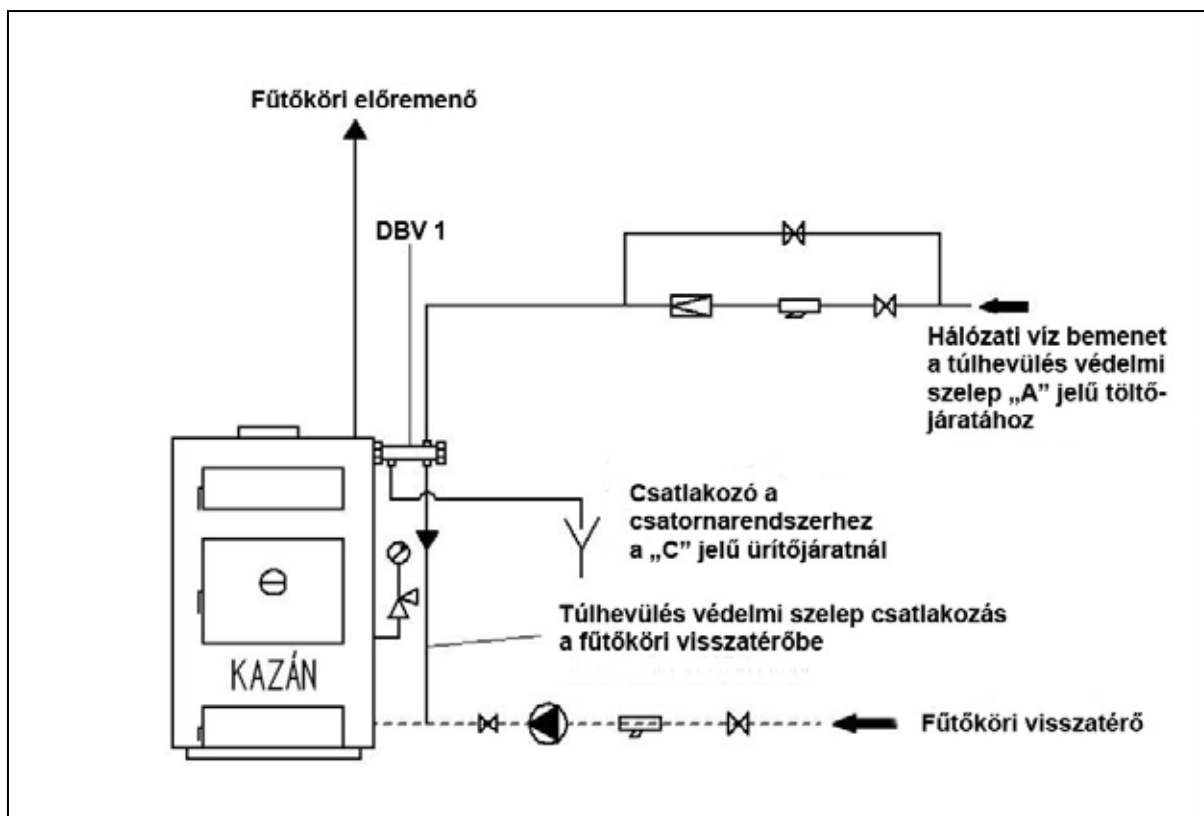 Fűtőköri előremenő
DBV 1
Hálózati víz bemenet
a túlhevülés védelmi
szelep „A” jelű töltő-
járatához
Csatlakozó a
csatornarendszerhez
a „C” jelű ürítőjáratnál
Túlhevülés védelmi szelep csatlakozás
a fűtőköri visszatérőbe
KAZÁN
Fűtőköri visszatérő